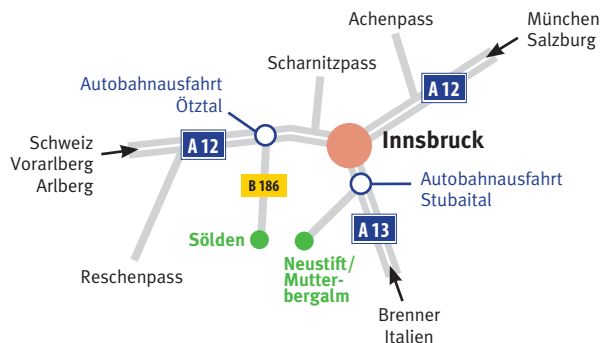 Achenpass
München
Salzburg
Scharnitzpass
Autobahnausfahrt
Ötztal
A 12
Schweiz
Vorarlberg
Arlberg
A 12
Innsbruck
B 186
Autobahnausfahrt
Stubaital
Sölden
A 13
Neustift/
Mutter-
bergalm
Reschenpass
Brenner
Italien